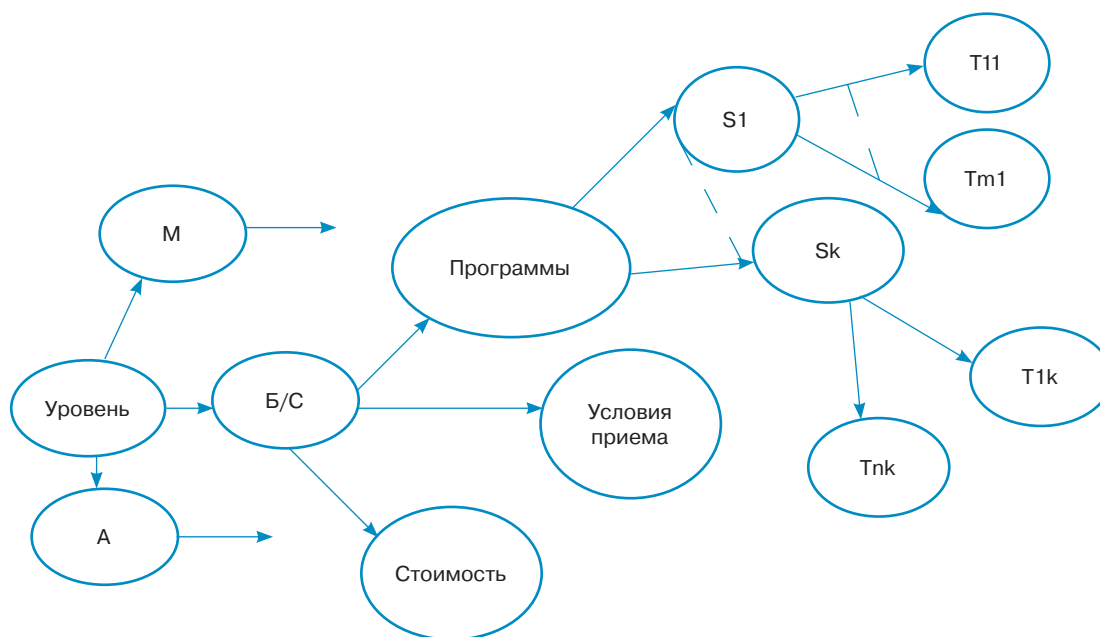 T11
S1
Tm1
М
Sk
Программы
T1k
Уровень
Б/С
Условия
приема
Tnk
А
Стоимость